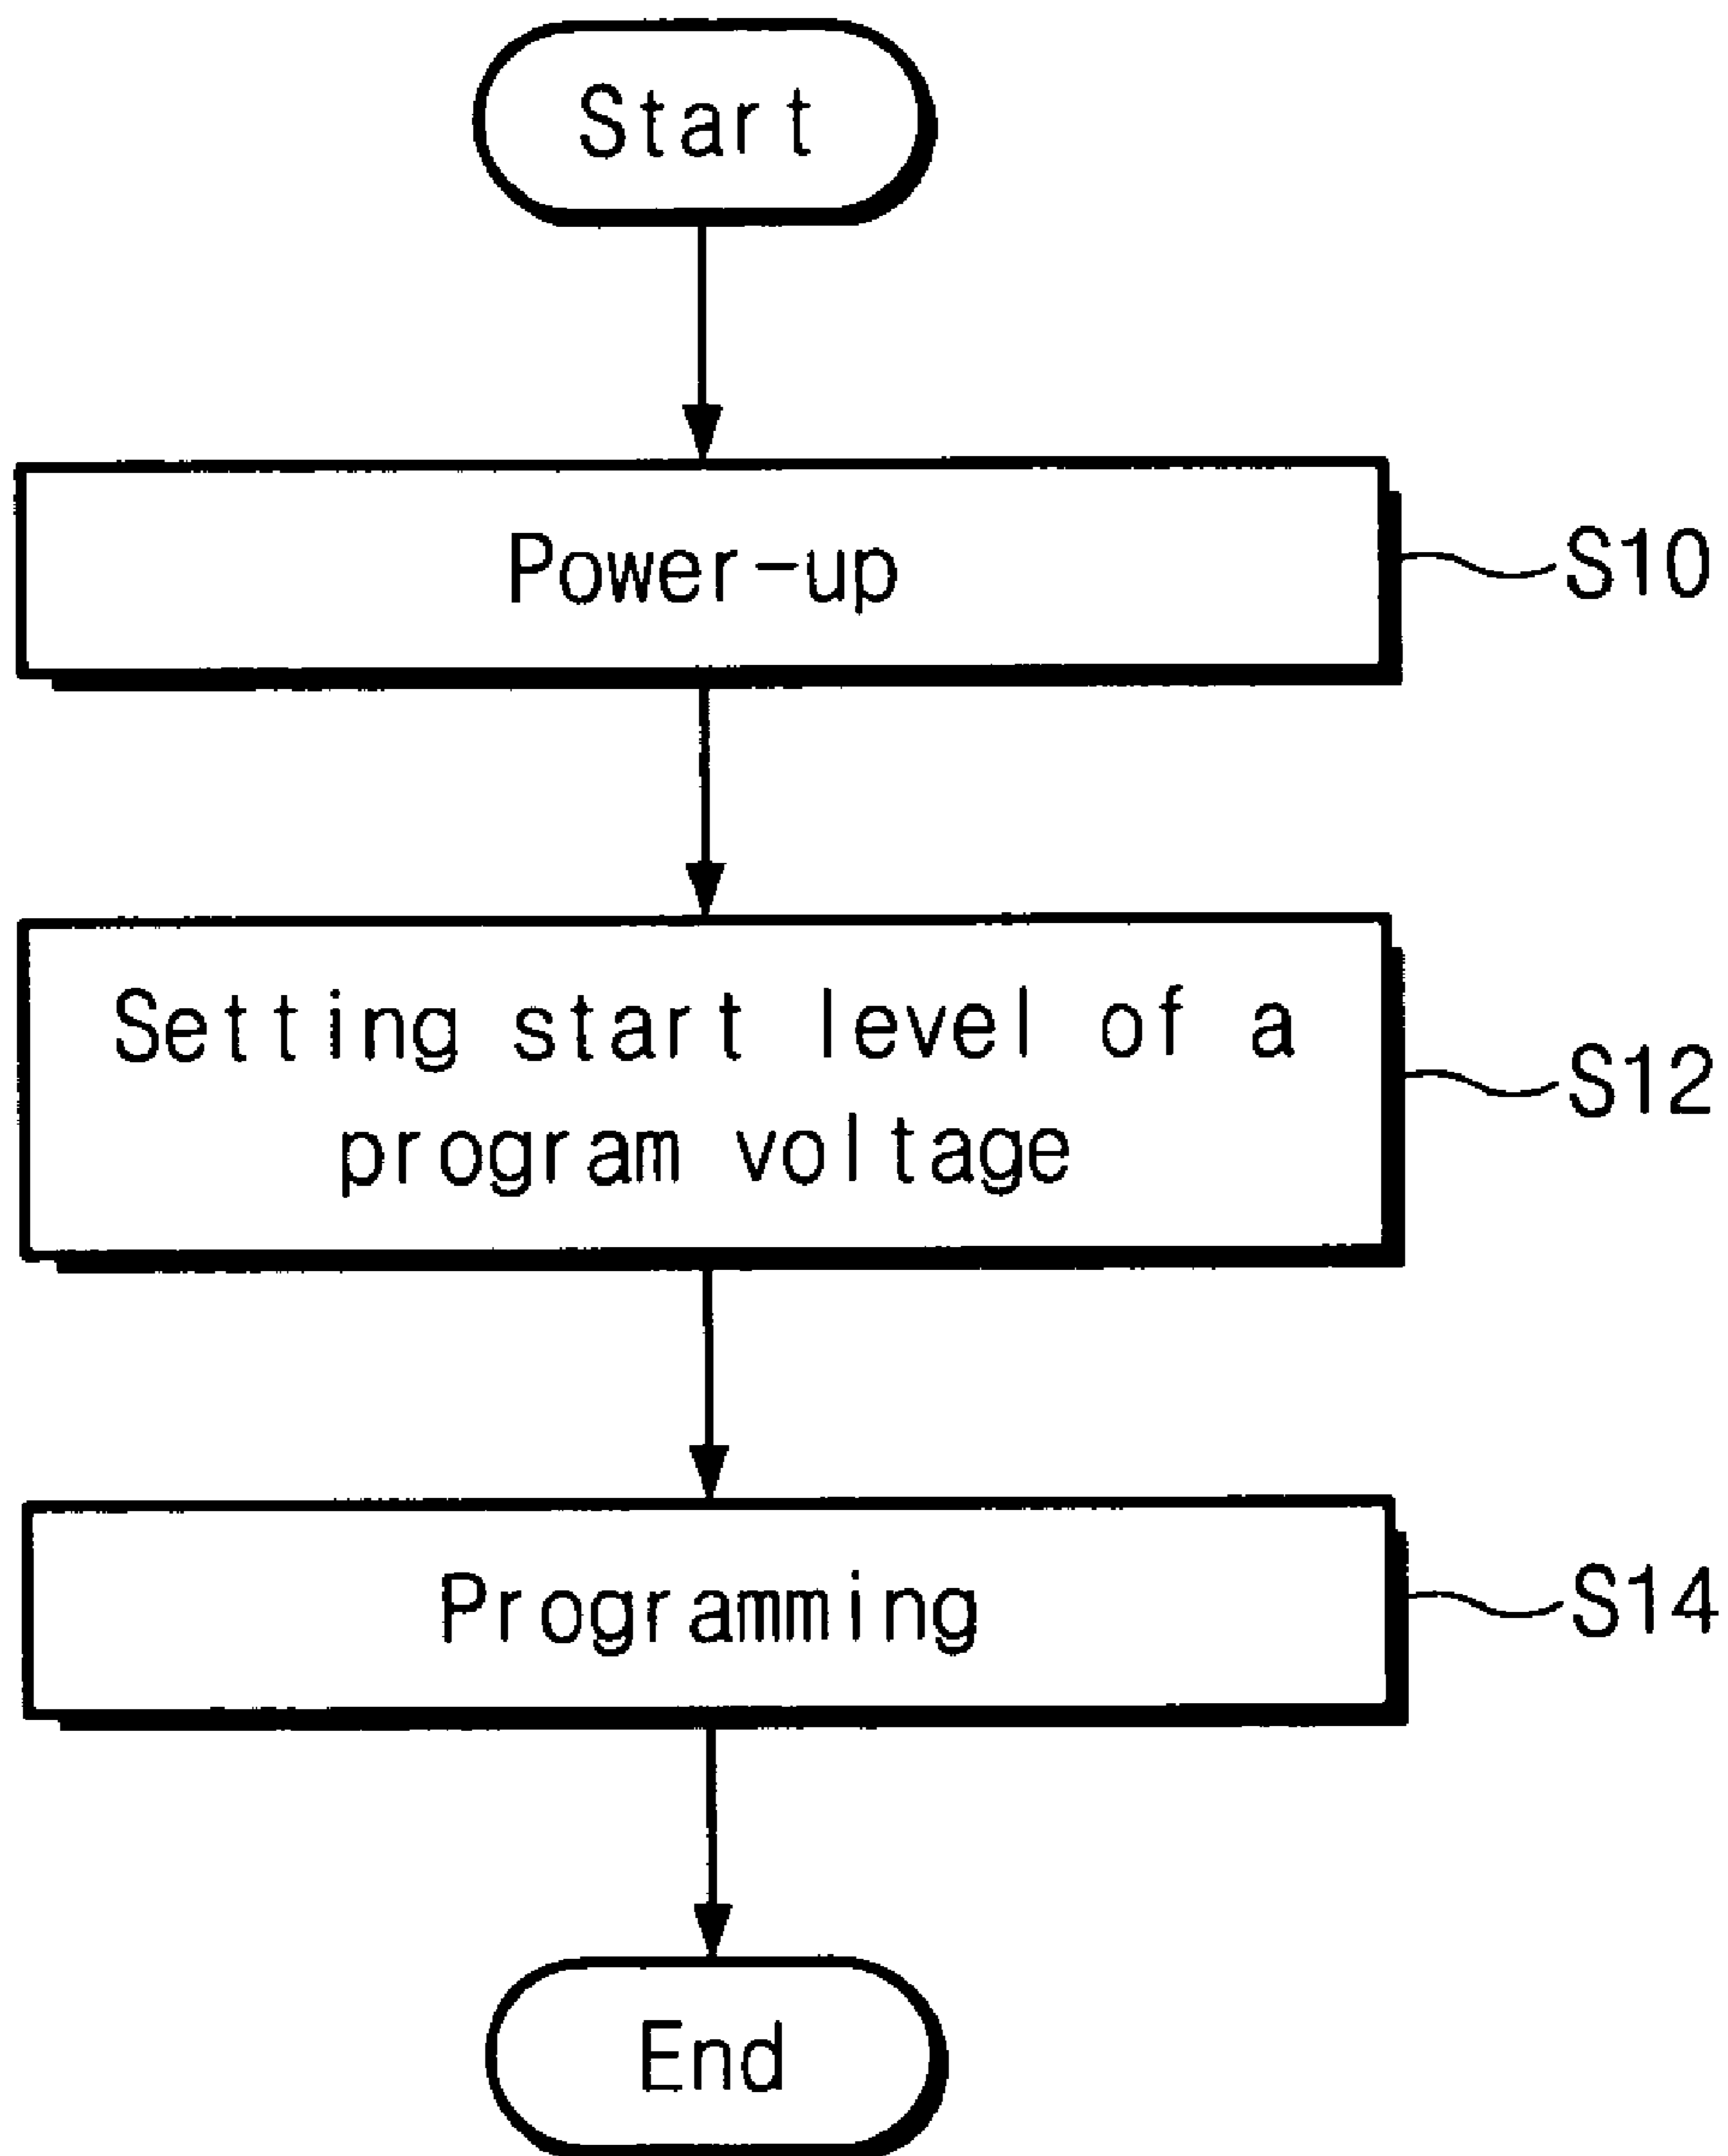 Start
Power-up
S10
Setting start level of a
program voltage
S12
Programming
S14
End